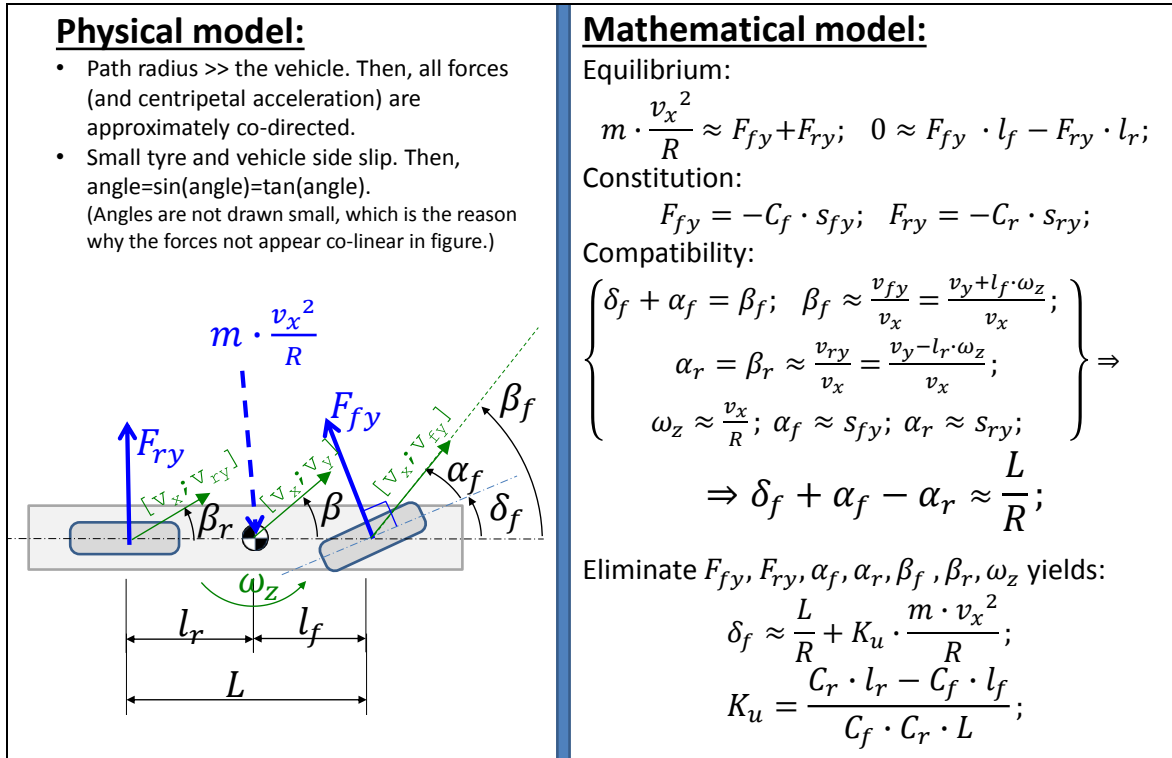 Physical model:
• Path radius >> the vehicle. Then, all forces
(and centripetal acceleration) are
approximately co-directed.
• Small tyre and vehicle side slip. Then,
angle=sin(angle)=tan(angle).
(Angles are not drawn small, which is the reason
why the forces not appear co-linear in figure.)
m · v_x²/R
F_fy
F_ry
[v_x; v_ry]
[v_x; v_y]
[v_x; v_fy]
β_f
α_f
δ_f
β
β_r
ω_z
l_r
l_f
L
Mathematical model:
Equilibrium:
m · v_x²/R ≈ F_fy+F_ry; 0 ≈ F_fy · l_f − F_ry · l_r;
Constitution:
F_fy = −C_f · s_fy; F_ry = −C_r · s_ry;
Compatibility:
{ δ_f + α_f = β_f; β_f ≈ v_fy/v_x = (v_y+l_f·ω_z)/v_x;
α_r = β_r ≈ v_ry/v_x = (v_y−l_r·ω_z)/v_x;
ω_z ≈ v_x/R; α_f ≈ s_fy; α_r ≈ s_ry; } ⇒
⇒ δ_f + α_f − α_r ≈ L/R;
Eliminate F_fy, F_ry, α_f, α_r, β_f , β_r, ω_z yields:
δ_f ≈ L/R + K_u · (m · v_x²)/R;
K_u = (C_r · l_r − C_f · l_f)/(C_f · C_r · L);